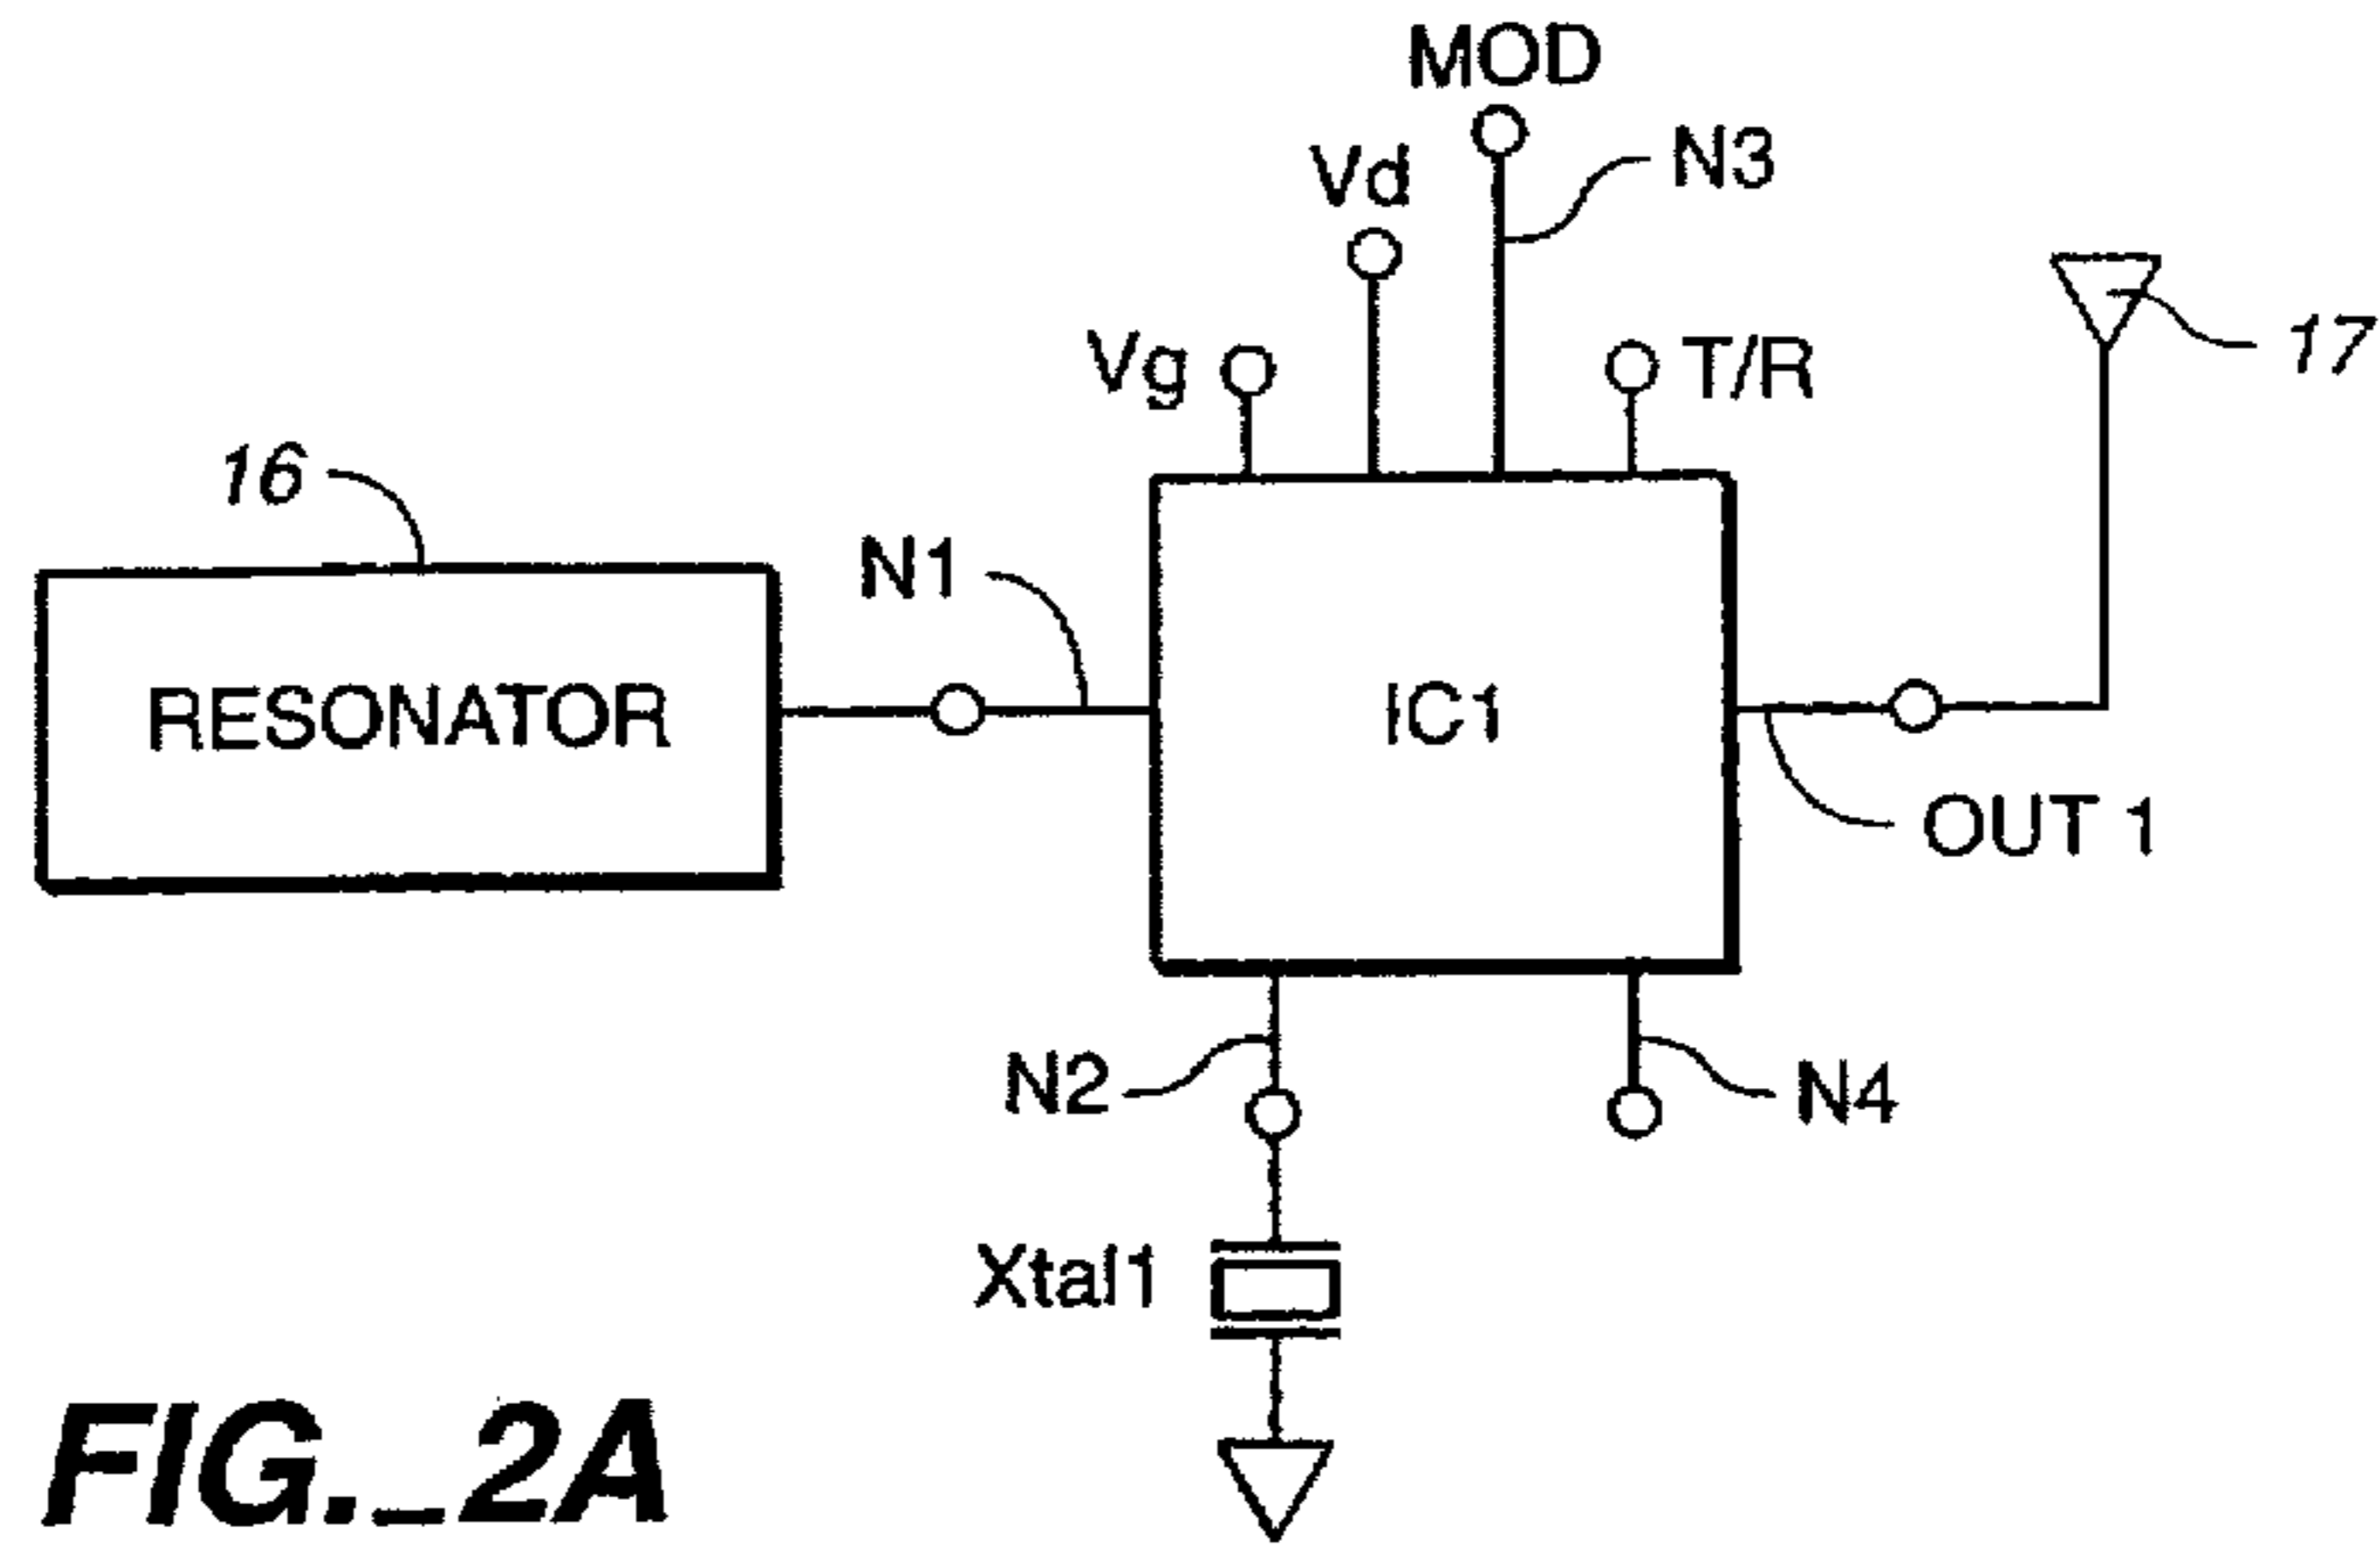 MOD
N3
Vd
Vg
T/R
17
16
N1
RESONATOR
IC1
OUT 1
N2
N4
Xtal1
FIG._2A